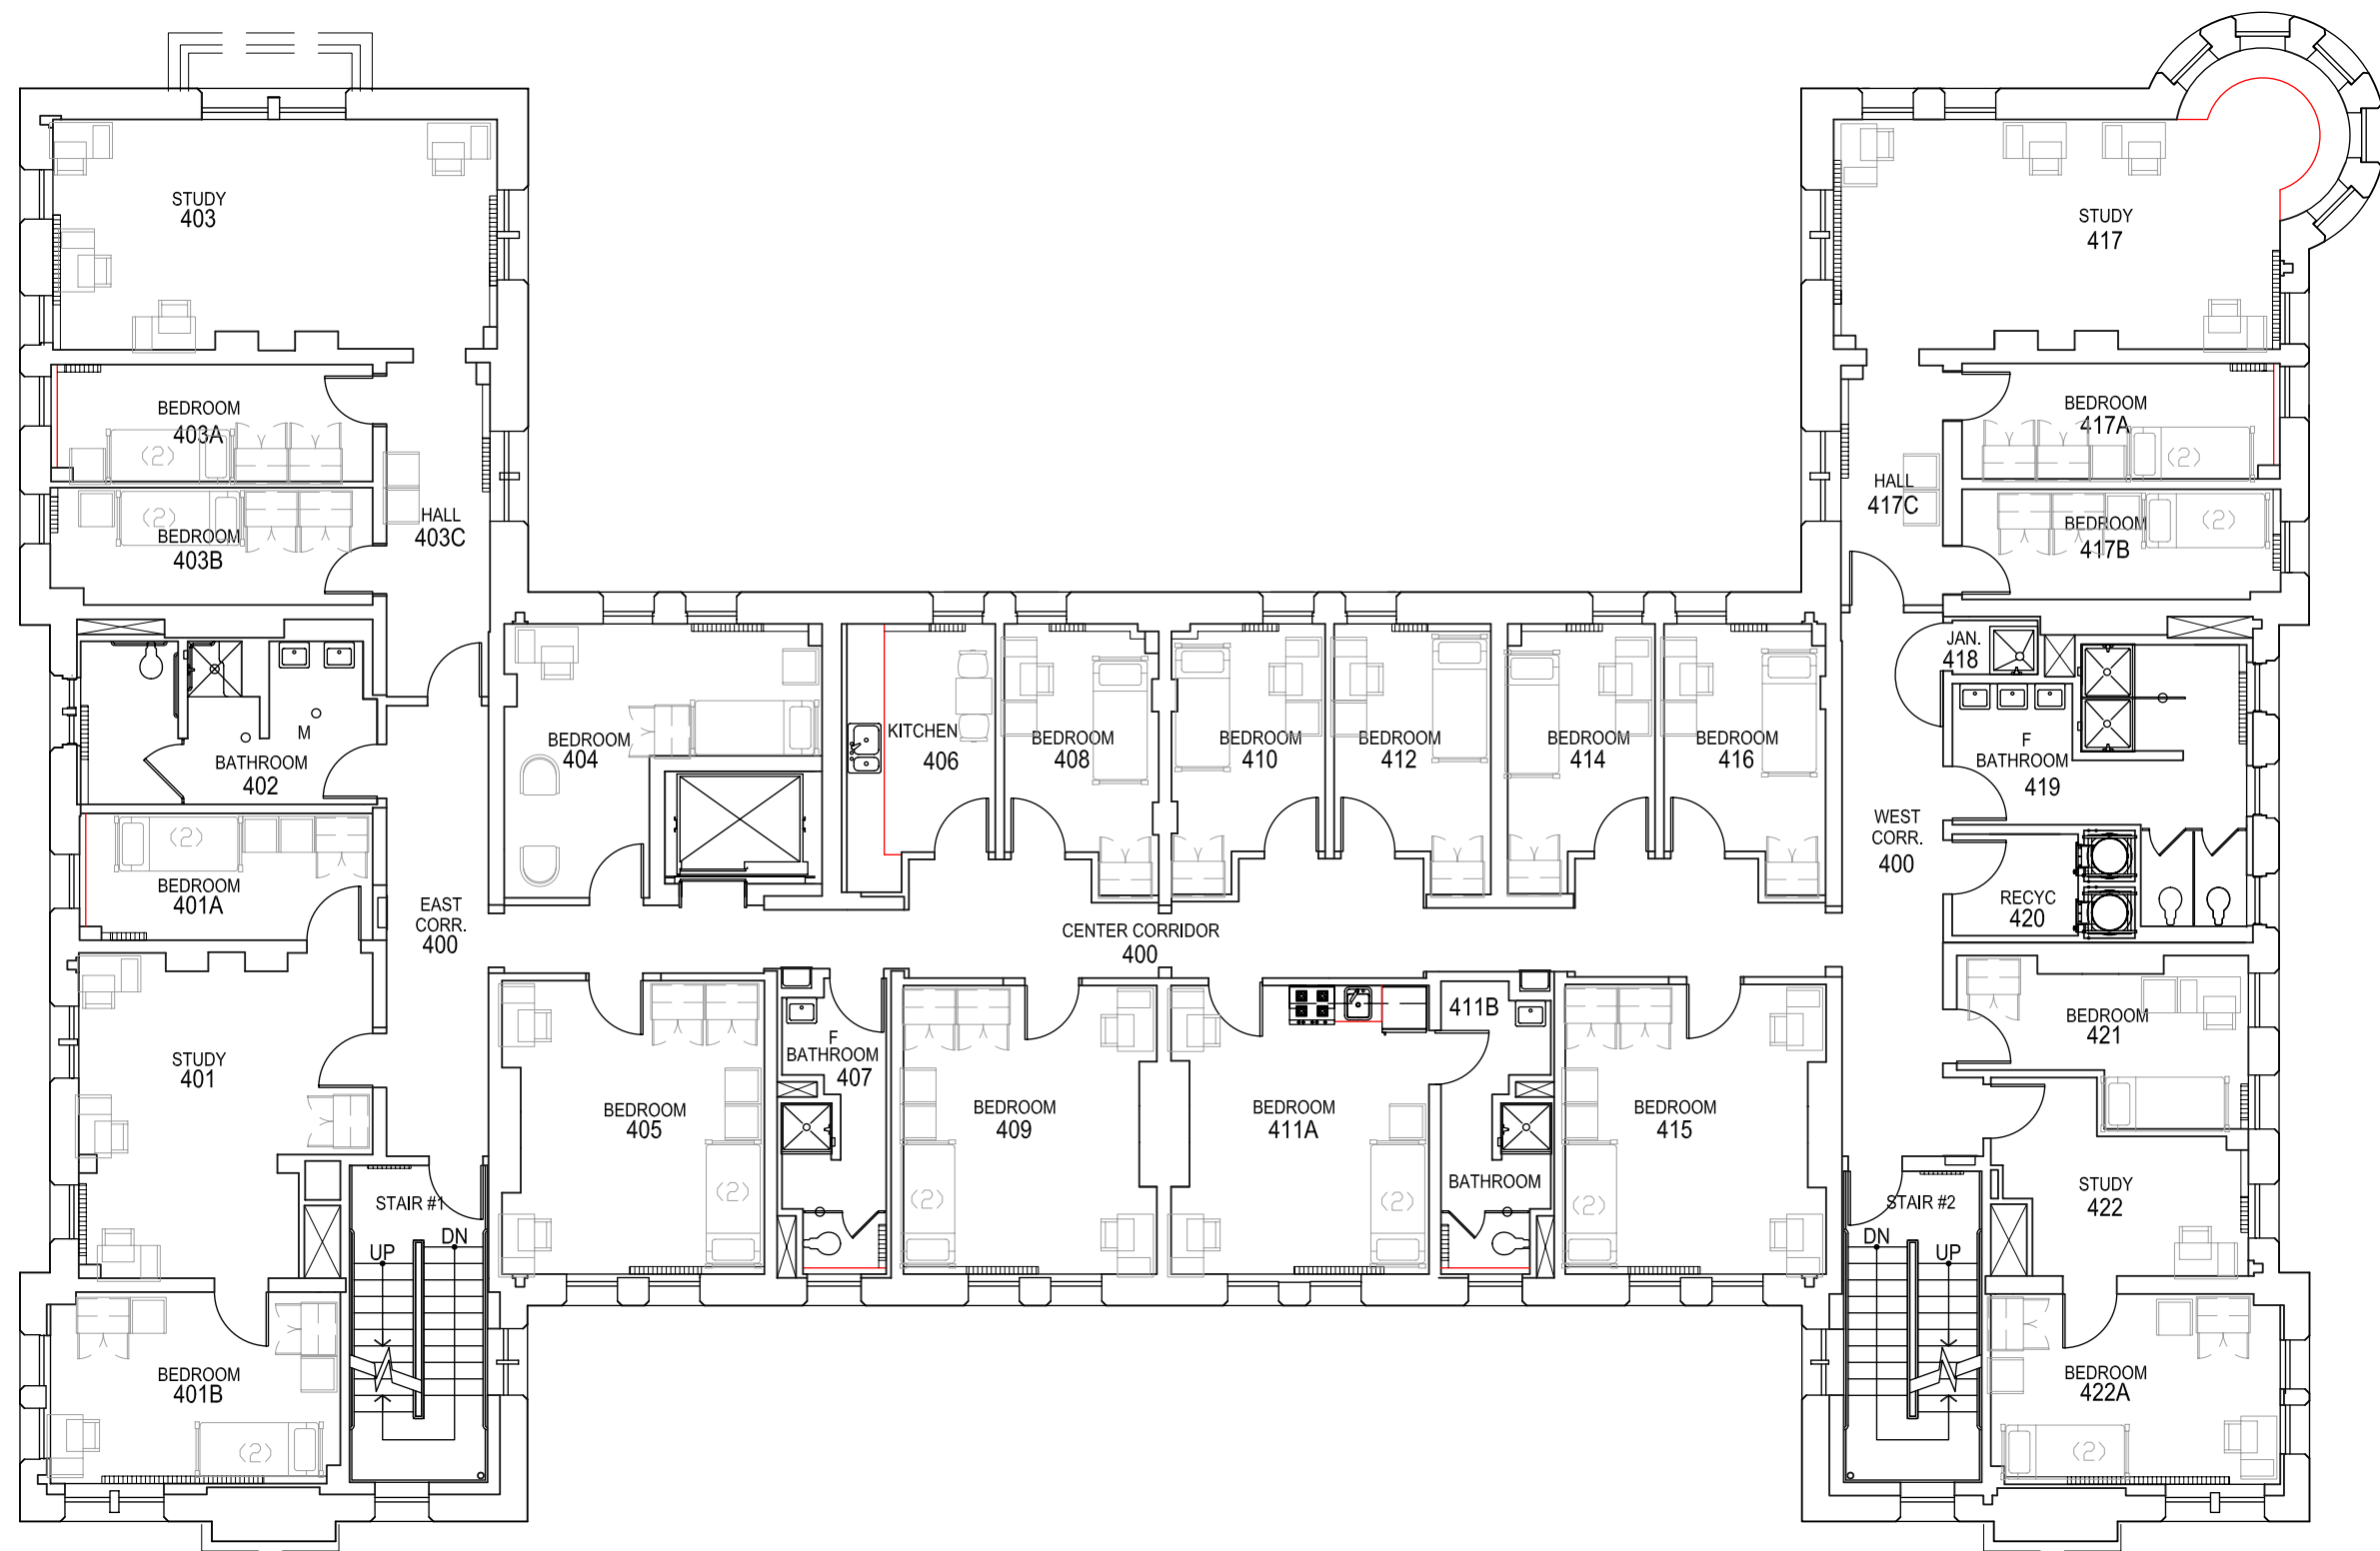 STUDY
403
STUDY
417
BEDROOM
403A
(2)
BEDROOM
417A
(2)
HALL
403C
HALL
417C
(2)
BEDROOM
403B
(2)
BEDROOM
417B
JAN.
418
M
BATHROOM
402
BEDROOM
404
KITCHEN
406
BEDROOM
408
BEDROOM
410
BEDROOM
412
BEDROOM
414
BEDROOM
416
F
BATHROOM
419
WEST
CORR.
400
(2)
BEDROOM
401A
EAST
CORR.
400
CENTER CORRIDOR
400
RECYC
420
STUDY
401
BEDROOM
405
F
BATHROOM
407
BEDROOM
409
BEDROOM
411A
411B
BATHROOM
BEDROOM
415
BEDROOM
421
STUDY
422
(2)
(2)
(2)
(2)
STAIR #1
UP
DN
STAIR #2
DN
UP
BEDROOM
401B
(2)
BEDROOM
422A
(2)